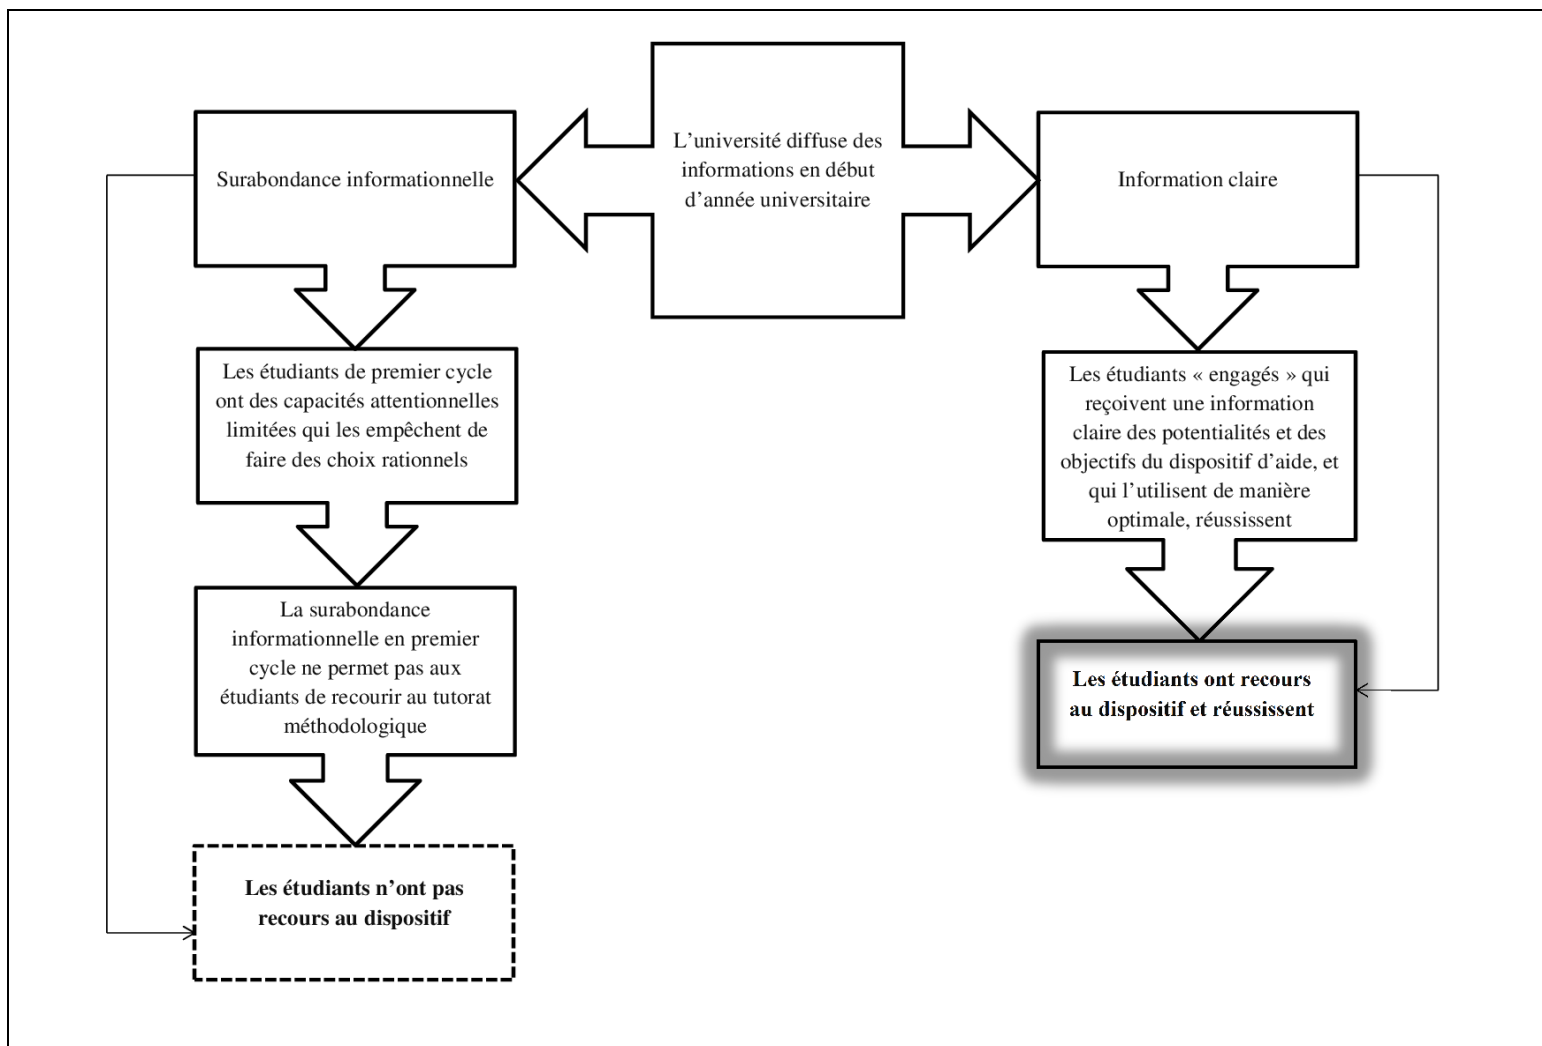 L’université diffuse des
informations en début
d’année universitaire
Surabondance informationnelle
Les étudiants de premier cycle
ont des capacités attentionnelles
limitées qui les empêchent de
faire des choix rationnels
La surabondance
informationnelle en premier
cycle ne permet pas aux
étudiants de recourir au tutorat
méthodologique
Les étudiants n’ont pas
recours au dispositif
Information claire
Les étudiants « engagés » qui
reçoivent une information
claire des potentialités et des
objectifs du dispositif d’aide, et
qui l’utilisent de manière
optimale, réussissent
Les étudiants ont recours
au dispositif et réussissent